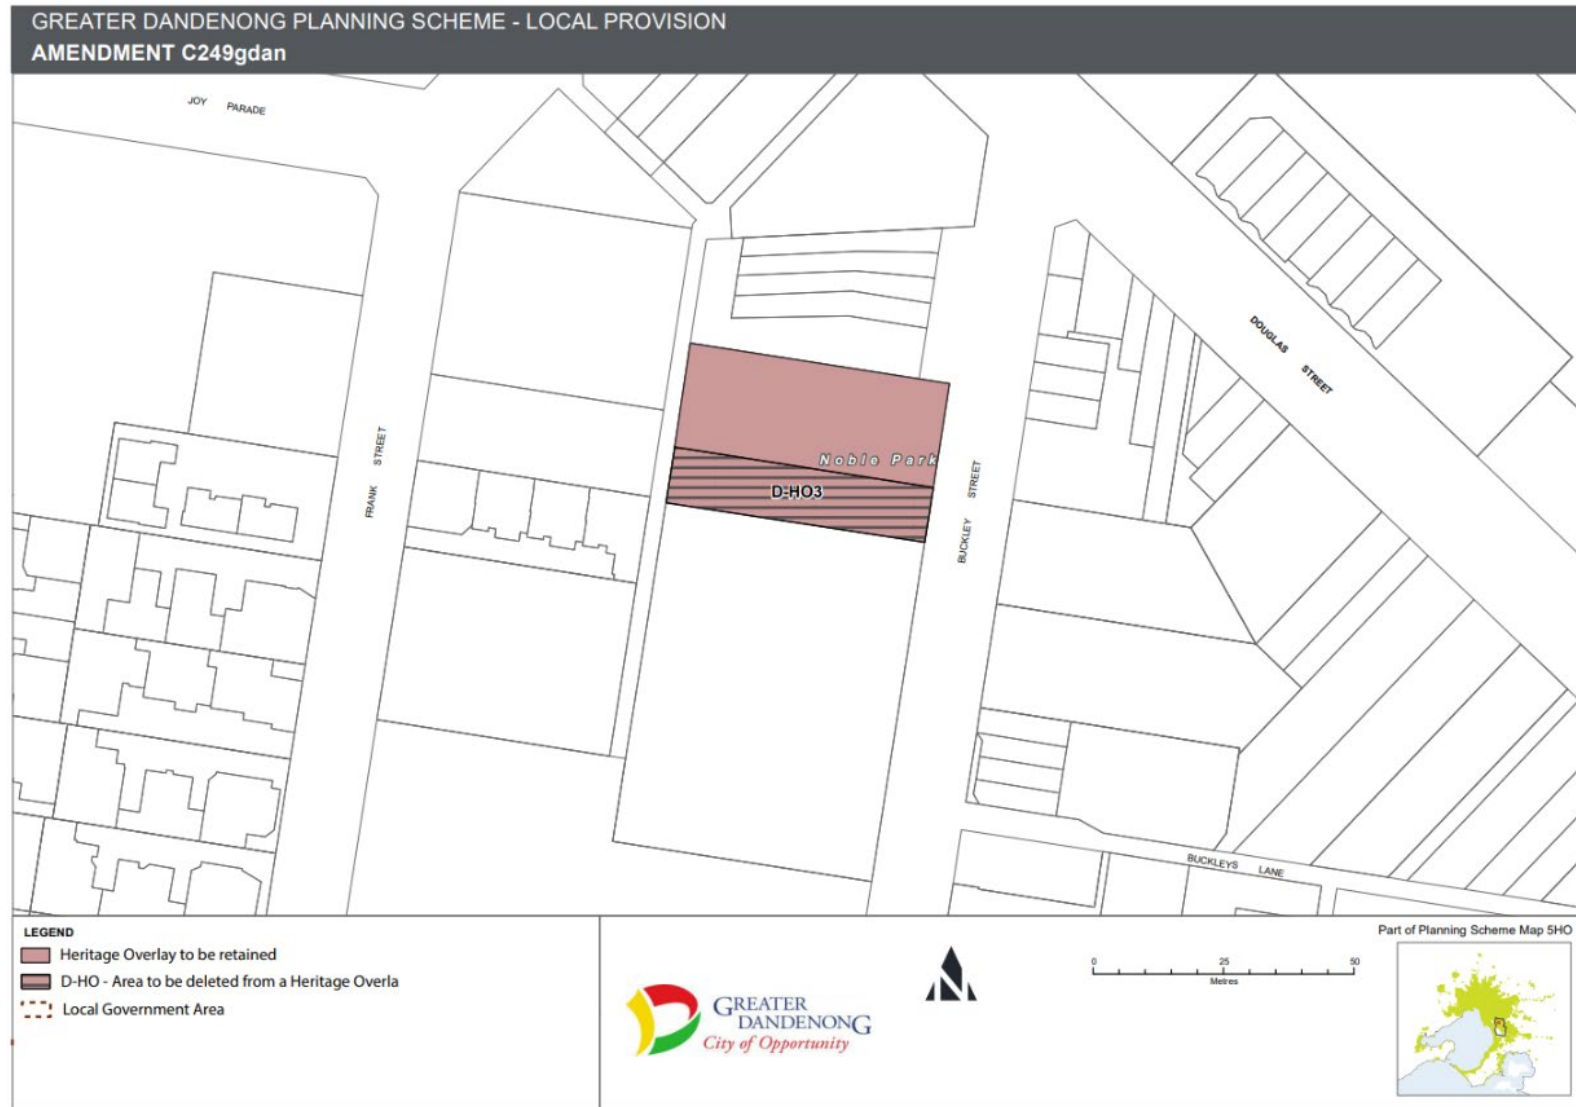 GREATER DANDENONG PLANNING SCHEME - LOCAL PROVISION
AMENDMENT C249gdan
JOY PARADE
DOUGLAS STREET
FRANK STREET
Noble Park
D-HO3
BUCKLEY STREET
BUCKLEYS LANE
LEGEND
Heritage Overlay to be retained
D-HO - Area to be deleted from a Heritage Overla
Local Government Area
GREATER
DANDENONG
City of Opportunity
0 25 50
Metres
Part of Planning Scheme Map 5HO